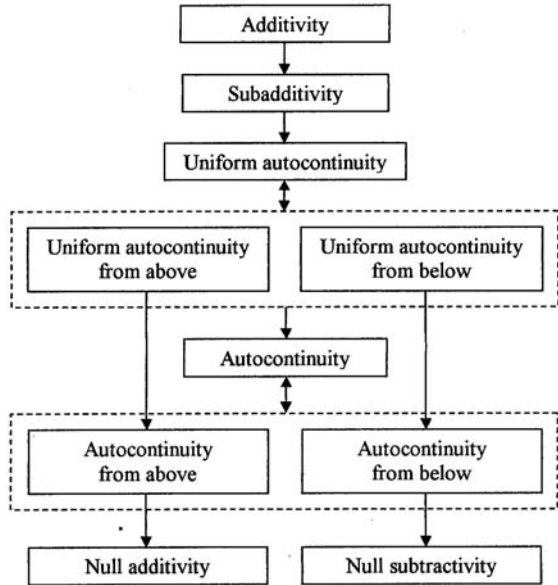 Additivity
Subadditivity
Uniform autocontinuity
Uniform autocontinuity
from above
Uniform autocontinuity
from below
Autocontinuity
Autocontinuity
from above
Autocontinuity
from below
Null additivity
Null subtractivity